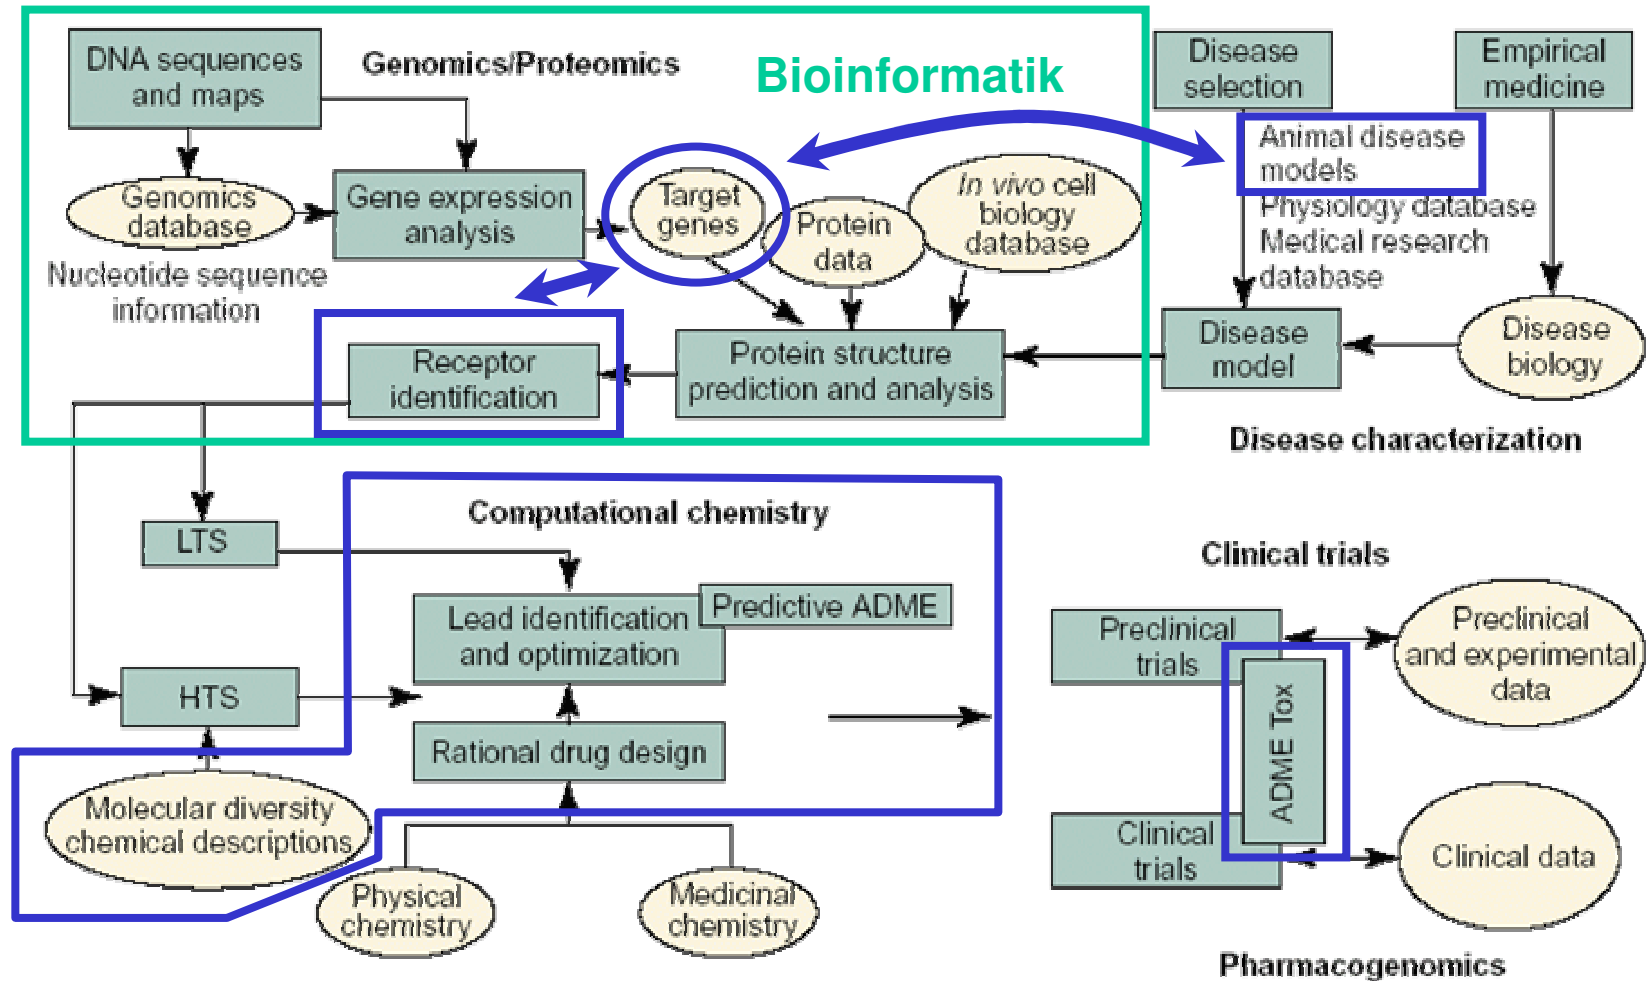 DNA sequences
and maps
Genomics/Proteomics
Bioinformatik
Disease
selection
Empirical
medicine
Animal disease
models
Physiology database
Medical research
database
Genomics
database
Nucleotide sequence
information
Gene expression
analysis
Target
genes
Protein
data
In vivo cell
biology
database
Receptor
identification
Protein structure
prediction and analysis
Disease
model
Disease
biology
Disease characterization
Computational chemistry
LTS
Lead identification
and optimization
Predictive ADME
HTS
Rational drug design
Molecular diversity
chemical descriptions
Physical
chemistry
Medicinal
chemistry
Clinical trials
Preclinical
trials
Preclinical
and experimental
data
ADME Tox
Clinical
trials
Clinical data
Pharmacogenomics